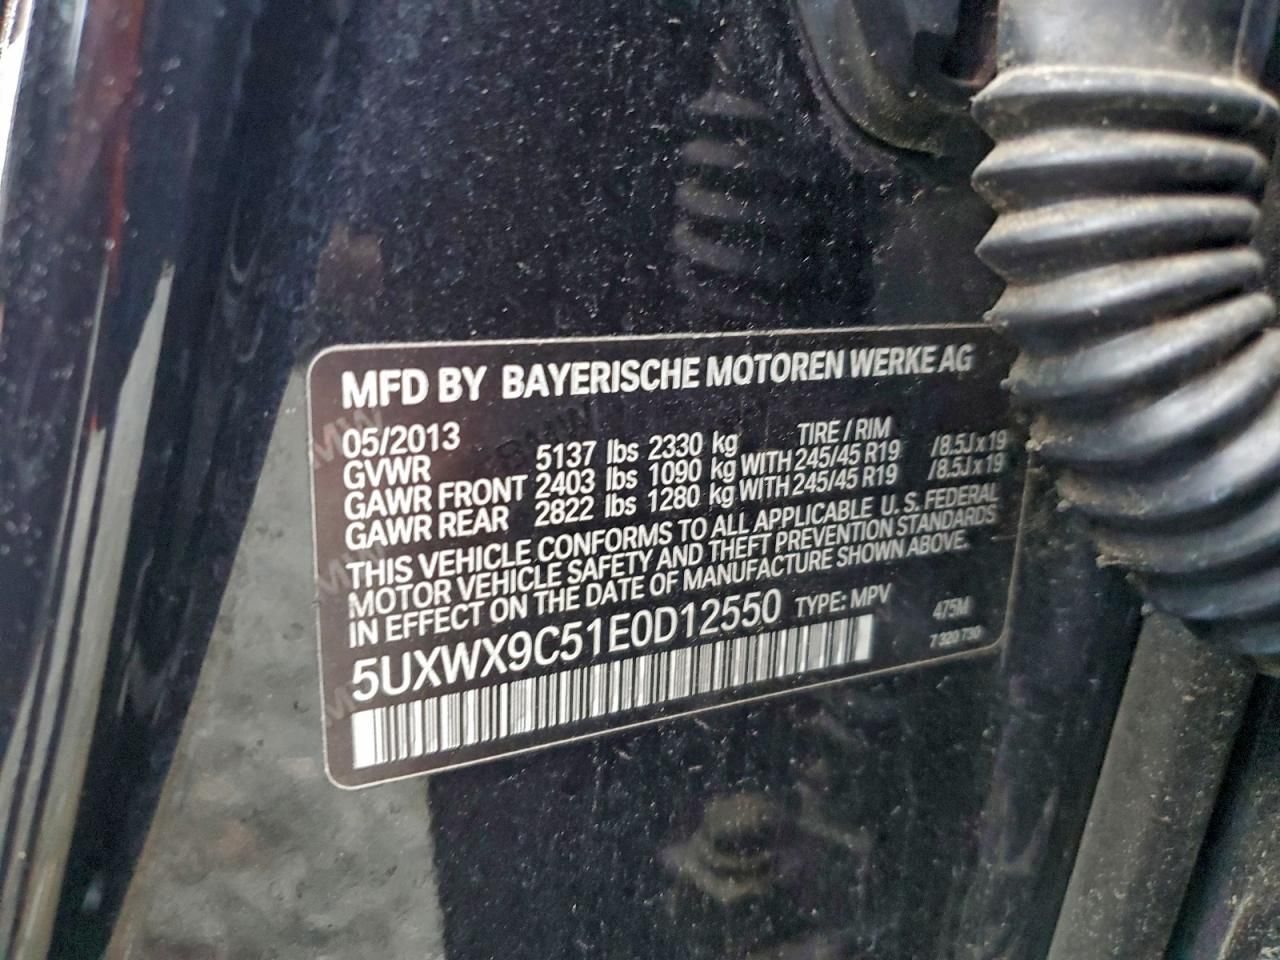 MFD BY BAYERISCHE MOTOREN WERKE AG
05/2013 TIRE / RIM
GVWR 5137 lbs 2330 kg
GAWR FRONT 2403 lbs 1090 kg WITH 245/45 R19 /8.5J x 19
GAWR REAR 2822 lbs 1280 kg WITH 245/45 R19 /8.5J x 19
THIS VEHICLE CONFORMS TO ALL APPLICABLE U. S. FEDERAL
MOTOR VEHICLE SAFETY AND THEFT PREVENTION STANDARDS
IN EFFECT ON THE DATE OF MANUFACTURE SHOWN ABOVE.
5UXWX9C51E0D12550 TYPE: MPV 475M
7 320 730